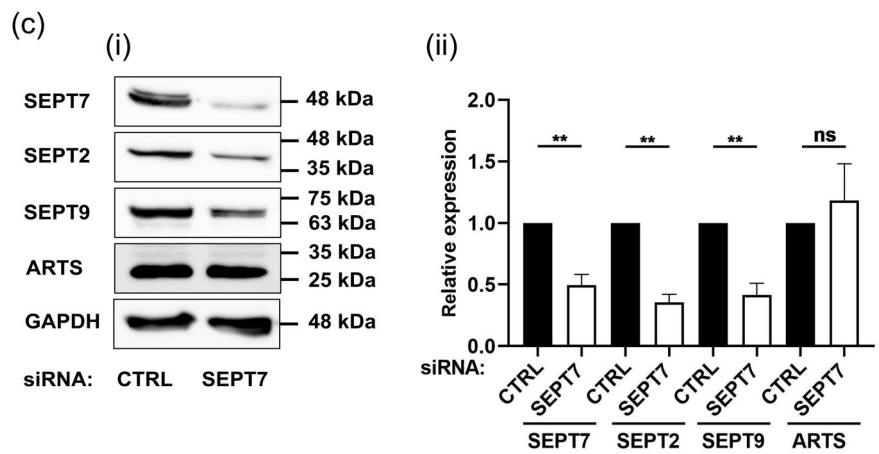 (c)
(i)
SEPT7
48 kDa
SEPT2
48 kDa
35 kDa
SEPT9
75 kDa
63 kDa
ARTS
35 kDa
25 kDa
GAPDH
48 kDa
siRNA: CTRL SEPT7
(ii)
Relative expression
2.0
1.5
1.0
0.5
0.0
** ** ** ns
siRNA: CTRL SEPT7 CTRL SEPT7 CTRL SEPT7 CTRL SEPT7
SEPT7 SEPT2 SEPT9 ARTS